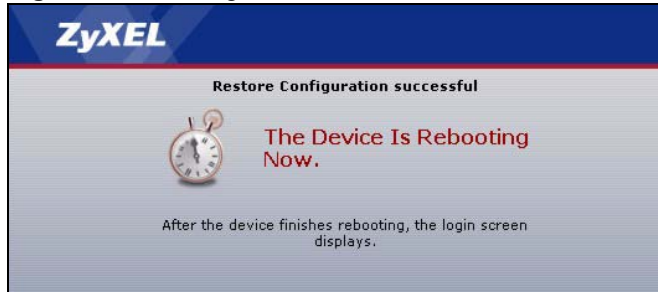 ZyXEL
Restore Configuration successful
The Device Is Rebooting
Now.
After the device finishes rebooting, the login screen
displays.